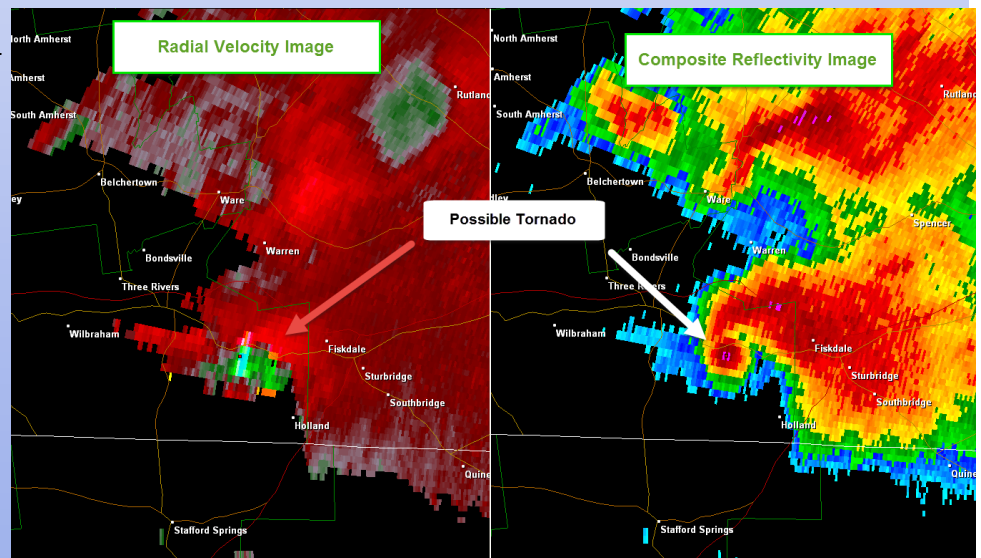 Radial Velocity Image
Composite Reflectivity Image
Possible Tornado
North Amherst
Amherst
South Amherst
Rutland
Belchertown
Ware
Warren
Bondsville
Three Rivers
Wilbraham
Fiskdale
Sturbridge
Southbridge
Holland
Quine
Stafford Springs
North Amherst
Amherst
South Amherst
Rutland
Belchertown
Ware
Spencer
Warren
Bondsville
Three Rivers
Wilbraham
Fiskdale
Sturbridge
Southbridge
Holland
Quine
Stafford Springs